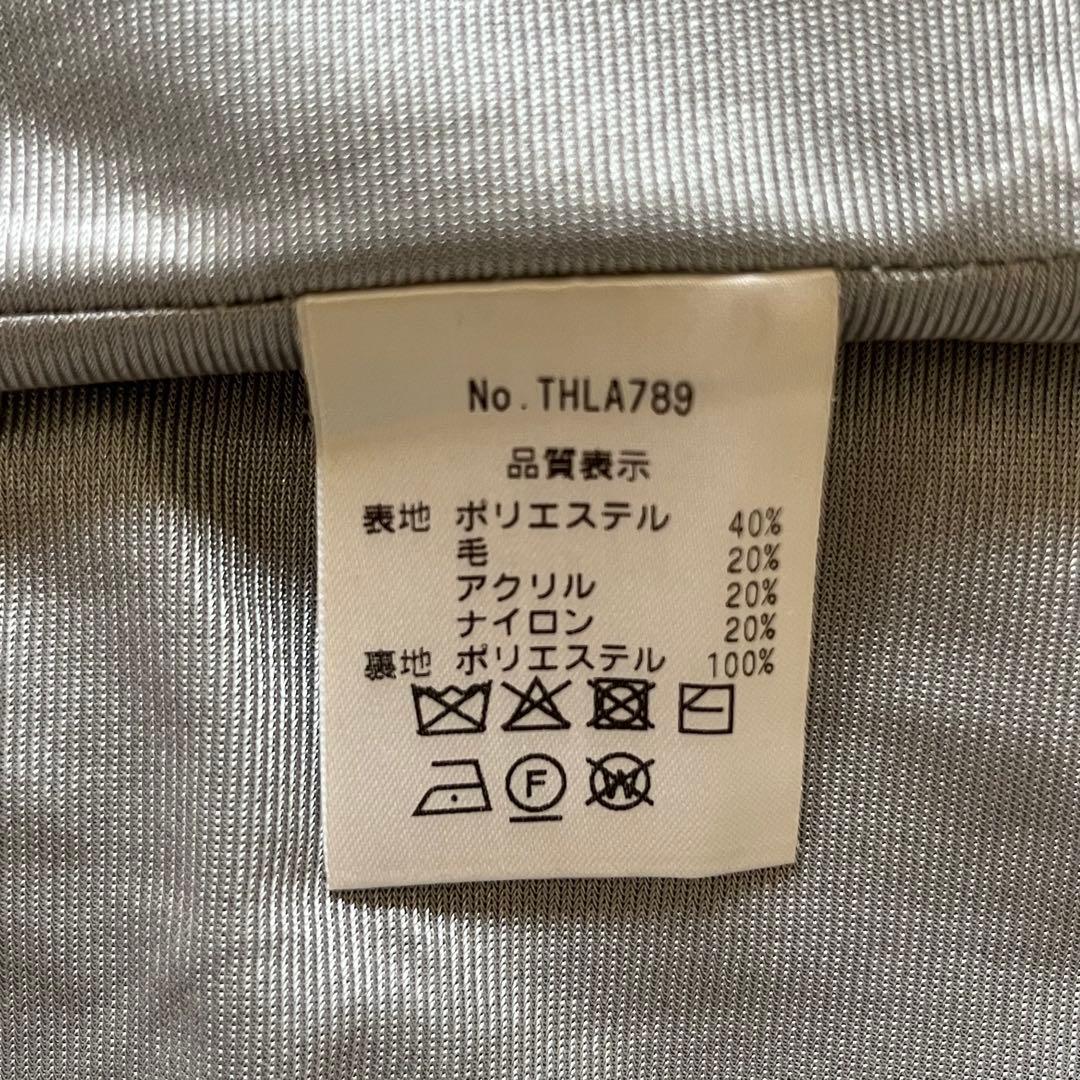 No.THLA789
品質表示
表地 ポリエステル 40%
毛 20%
アクリル 20%
ナイロン 20%
裏地 ポリエステル 100%
F W